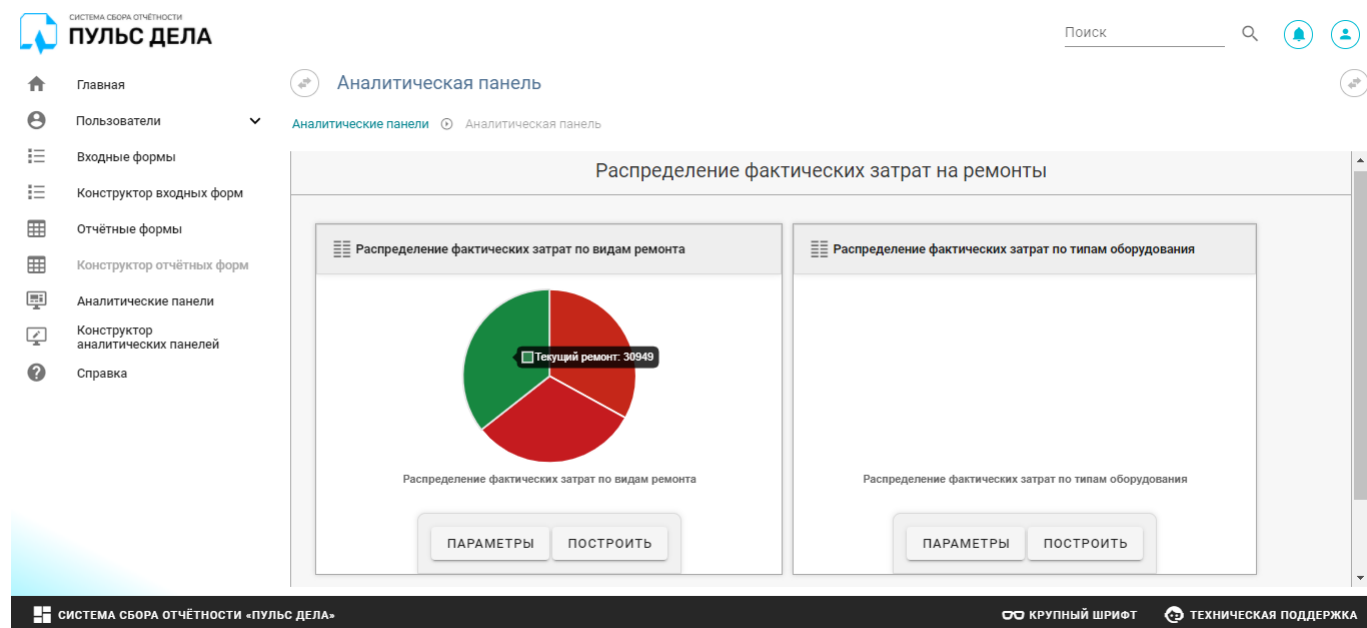 СИСТЕМА СБОРА ОТЧЁТНОСТИ
ПУЛЬС ДЕЛА
Поиск
Главная
Пользователи
Входные формы
Конструктор входных форм
Отчётные формы
Конструктор отчётных форм
Аналитические панели
Конструктор
аналитических панелей
Справка
Аналитическая панель
Аналитические панели Аналитическая панель
Распределение фактических затрат на ремонты
Распределение фактических затрат по видам ремонта
Текущий ремонт: 30949
Распределение фактических затрат по видам ремонта
ПАРАМЕТРЫ ПОСТРОИТЬ
Распределение фактических затрат по типам оборудования
Распределение фактических затрат по типам оборудования
ПАРАМЕТРЫ ПОСТРОИТЬ
СИСТЕМА СБОРА ОТЧЁТНОСТИ «ПУЛЬС ДЕЛА»
КРУПНЫЙ ШРИФТ
ТЕХНИЧЕСКАЯ ПОДДЕРЖКА